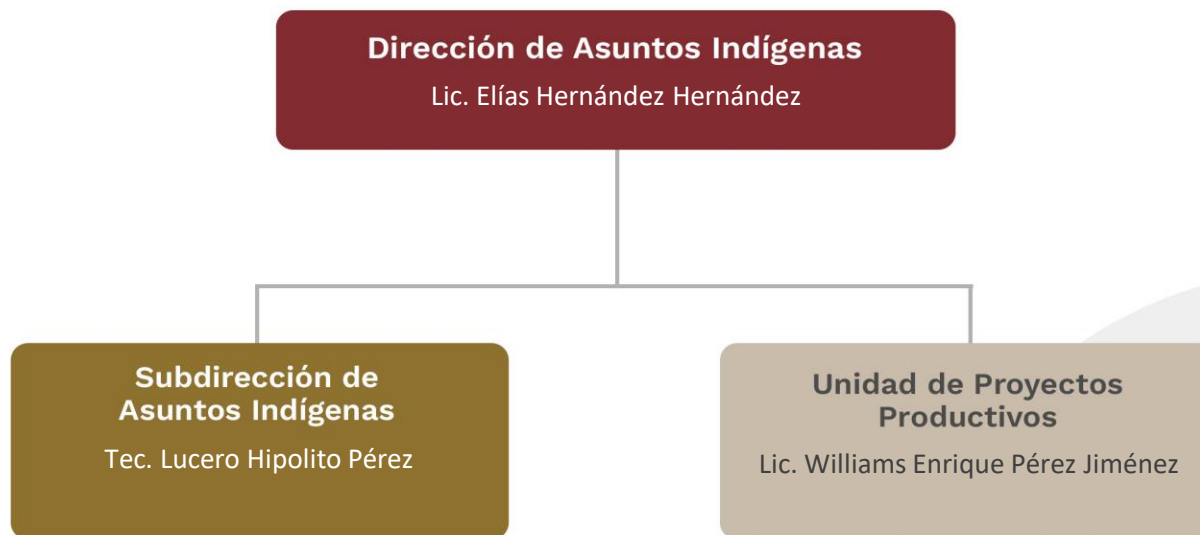 Dirección de Asuntos Indígenas
Lic. Elías Hernández Hernández
Subdirección de
Asuntos Indígenas
Tec. Lucero Hipolito Pérez
Unidad de Proyectos
Productivos
Lic. Williams Enrique Pérez Jiménez